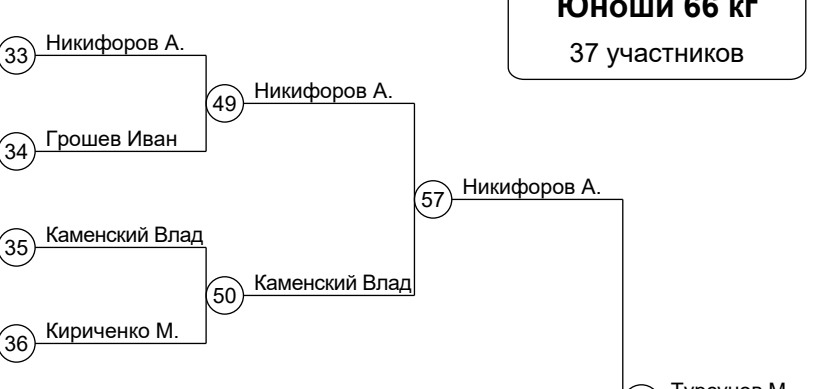 Юноши 66 кг
37 участников
33 Никифоров А.
49 Никифоров А.
34 Грошев Иван
57 Никифоров А.
35 Каменский Влад
50 Каменский Влад
36 Кириченко М.
Турсунов М.